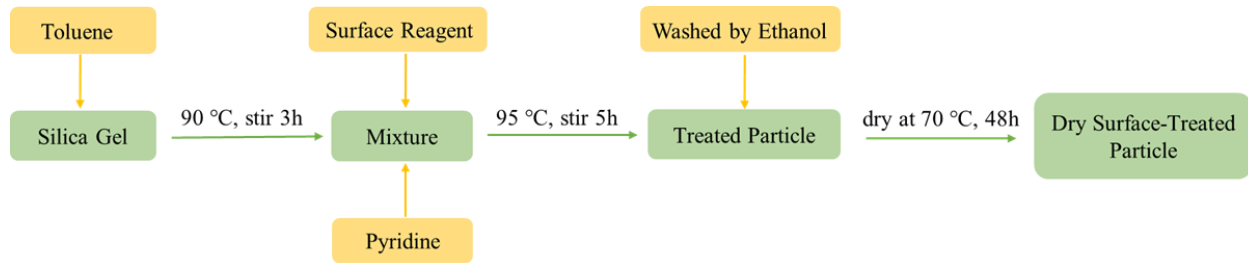 Toluene
Surface Reagent
Washed by Ethanol
Silica Gel
90 ℃, stir 3h
Mixture
95 ℃, stir 5h
Treated Particle
dry at 70 ℃, 48h
Dry Surface-Treated
Particle
Pyridine